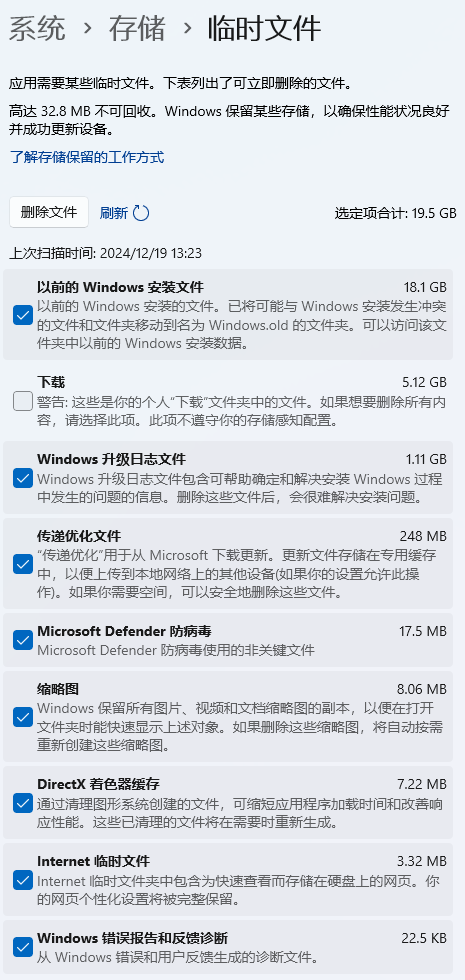 系统 › 存储 › 临时文件
应用需要某些临时文件。下表列出了可立即删除的文件。
高达 32.8 MB 不可回收。Windows 保留某些存储，以确保性能状况良好
并成功更新设备。
了解存储保留的工作方式
删除文件 刷新 选定项合计: 19.5 GB
上次扫描时间: 2024/12/19 13:23
以前的 Windows 安装文件 18.1 GB
以前的 Windows 安装的文件。已将可能与 Windows 安装发生冲突
的文件和文件夹移动到名为 Windows.old 的文件夹。可以访问该文
件夹中以前的 Windows 安装数据。
下载 5.12 GB
警告: 这些是你的个人“下载”文件夹中的文件。如果想要删除所有内
容，请选择此项。此项不遵守你的存储感知配置。
Windows 升级日志文件 1.11 GB
Windows 升级日志文件包含可帮助确定和解决安装 Windows 过程
中发生的问题的信息。删除这些文件后，会很难解决安装问题。
传递优化文件 248 MB
“传递优化”用于从 Microsoft 下载更新。更新文件存储在专用缓存
中，以便上传到本地网络上的其他设备(如果你的设置允许此操
作)。如果你需要空间，可以安全地删除这些文件。
Microsoft Defender 防病毒 17.5 MB
Microsoft Defender 防病毒使用的非关键文件
缩略图 8.06 MB
Windows 保留所有图片、视频和文档缩略图的副本，以便在打开
文件夹时能快速显示上述对象。如果删除这些缩略图，将自动按需
重新创建这些缩略图。
DirectX 着色器缓存 7.22 MB
通过清理图形系统创建的文件，可缩短应用程序加载时间和改善响
应性能。这些已清理的文件将在需要时重新生成。
Internet 临时文件 3.32 MB
Internet 临时文件夹中包含为快速查看而存储在硬盘上的网页。你
的网页个性化设置将被完整保留。
Windows 错误报告和反馈诊断 22.5 KB
从 Windows 错误和用户反馈生成的诊断文件。